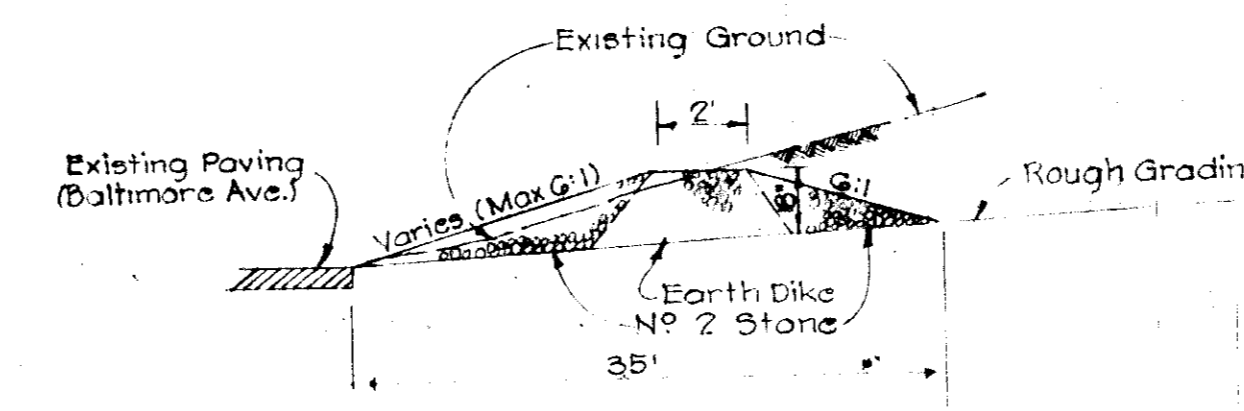 Existing Ground
2'
Existing Paving
(Baltimore Ave.)
Varies (Max 6:1)
6:1
8"
Rough Gradin
Earth Dike
Nº 2 Stone
35'